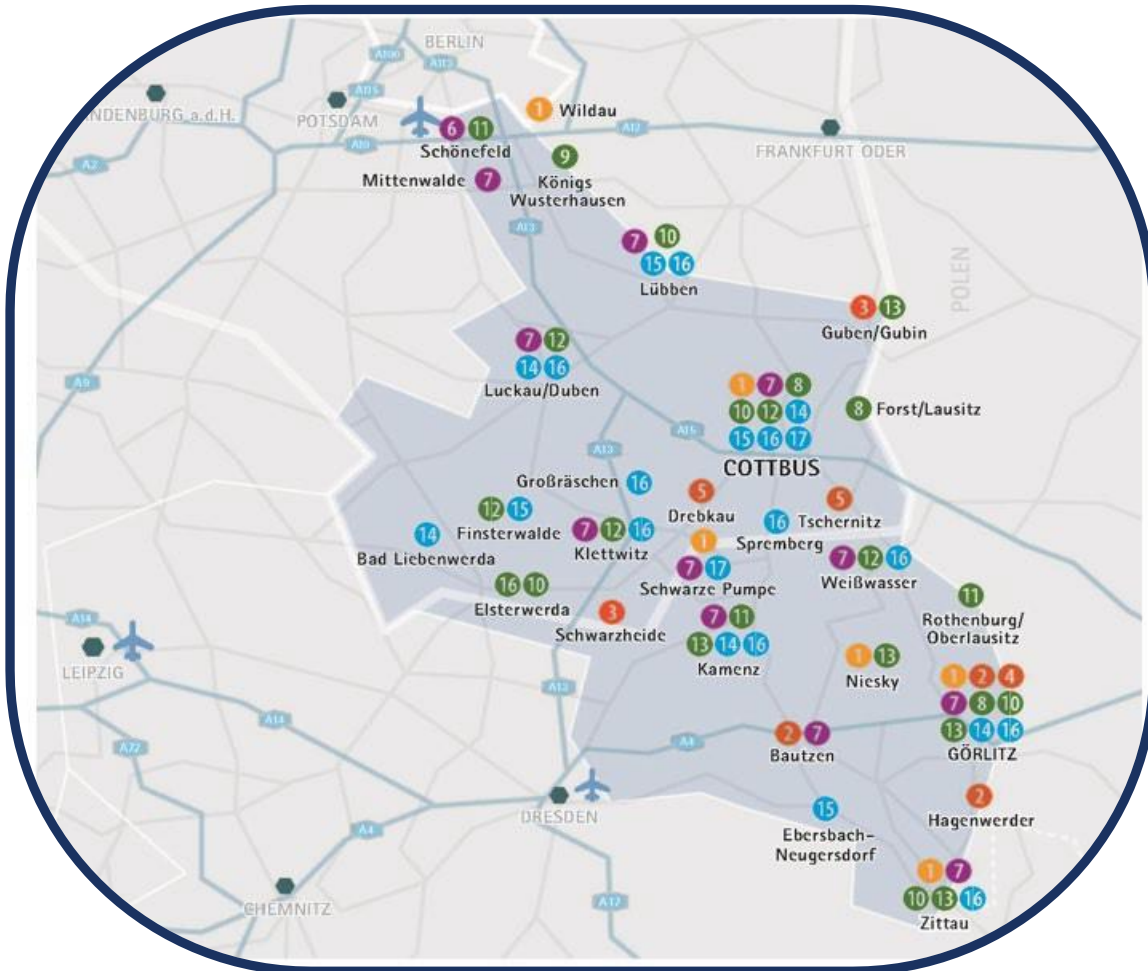 BERLIN
A100
A113
A115
ANDENBURG a.d.H.
POTSDAM
1 Wildau
6 11
Schönefeld
A10
A12
A2
FRANKFURT ODER
Mittenwalde 7
9
Königs
Wusterhausen
A13
7 10
15 16
Lübben
POLEN
3 13
Guben/Gubin
7 12
14 16
Luckau/Duben
A9
1 7 8
10 12 14
15 16 17
COTTBUS
8 Forst/Lausitz
A15
A13
Großräschen 16
5
Drebkau
5
Tschernitz
12 15
Finsterwalde
14
Bad Liebenwerda
7 12 16
Klettwitz
16
Spremberg
1
7 17
Schwarze Pumpe
7 12 16
Weißwasser
16 10
Elsterwerda
3
Schwarzheide
7 11
13 14 16
Kamenz
11
Rothenburg/
Oberlausitz
A14
LEIPZIG
1 13
Niesky
1 2 4
7 8 10
13 14 16
GÖRLITZ
A13
A14
A72
A4
2 7
Bautzen
2
Hagenwerder
DRESDEN
15
Ebersbach-
Neugersdorf
A4
1 7
10 13 16
Zittau
CHEMNITZ
A17